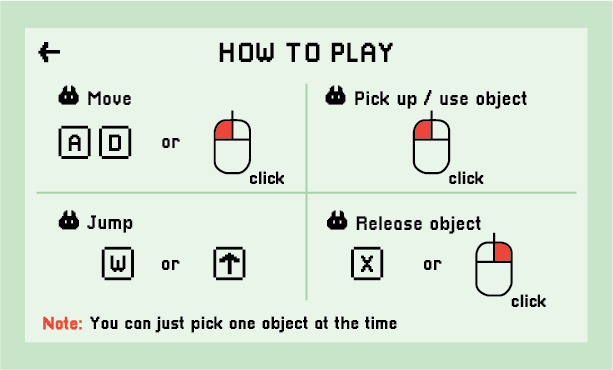 HOW TO PLAY
Move
A D or
click
Pick up / use object
click
Jump
W or
Release object
X or
click
Note: You can just pick one object at the time